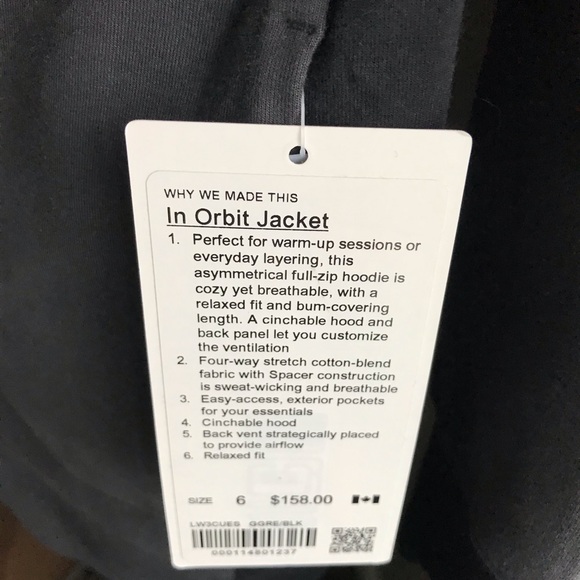 WHY WE MADE THIS
In Orbit Jacket
1. Perfect for warm-up sessions or
everyday layering, this
asymmetrical full-zip hoodie is
cozy yet breathable, with a
relaxed fit and bum-covering
length. A cinchable hood and
back panel let you customize
the ventilation
2. Four-way stretch cotton-blend
fabric with Spacer construction
is sweat-wicking and breathable
3. Easy-access, exterior pockets
for your essentials
4. Cinchable hood
5. Back vent strategically placed
to provide airflow
6. Relaxed fit
SIZE 6 $158.00
LW3CUES GGRE/BLK
000114801237